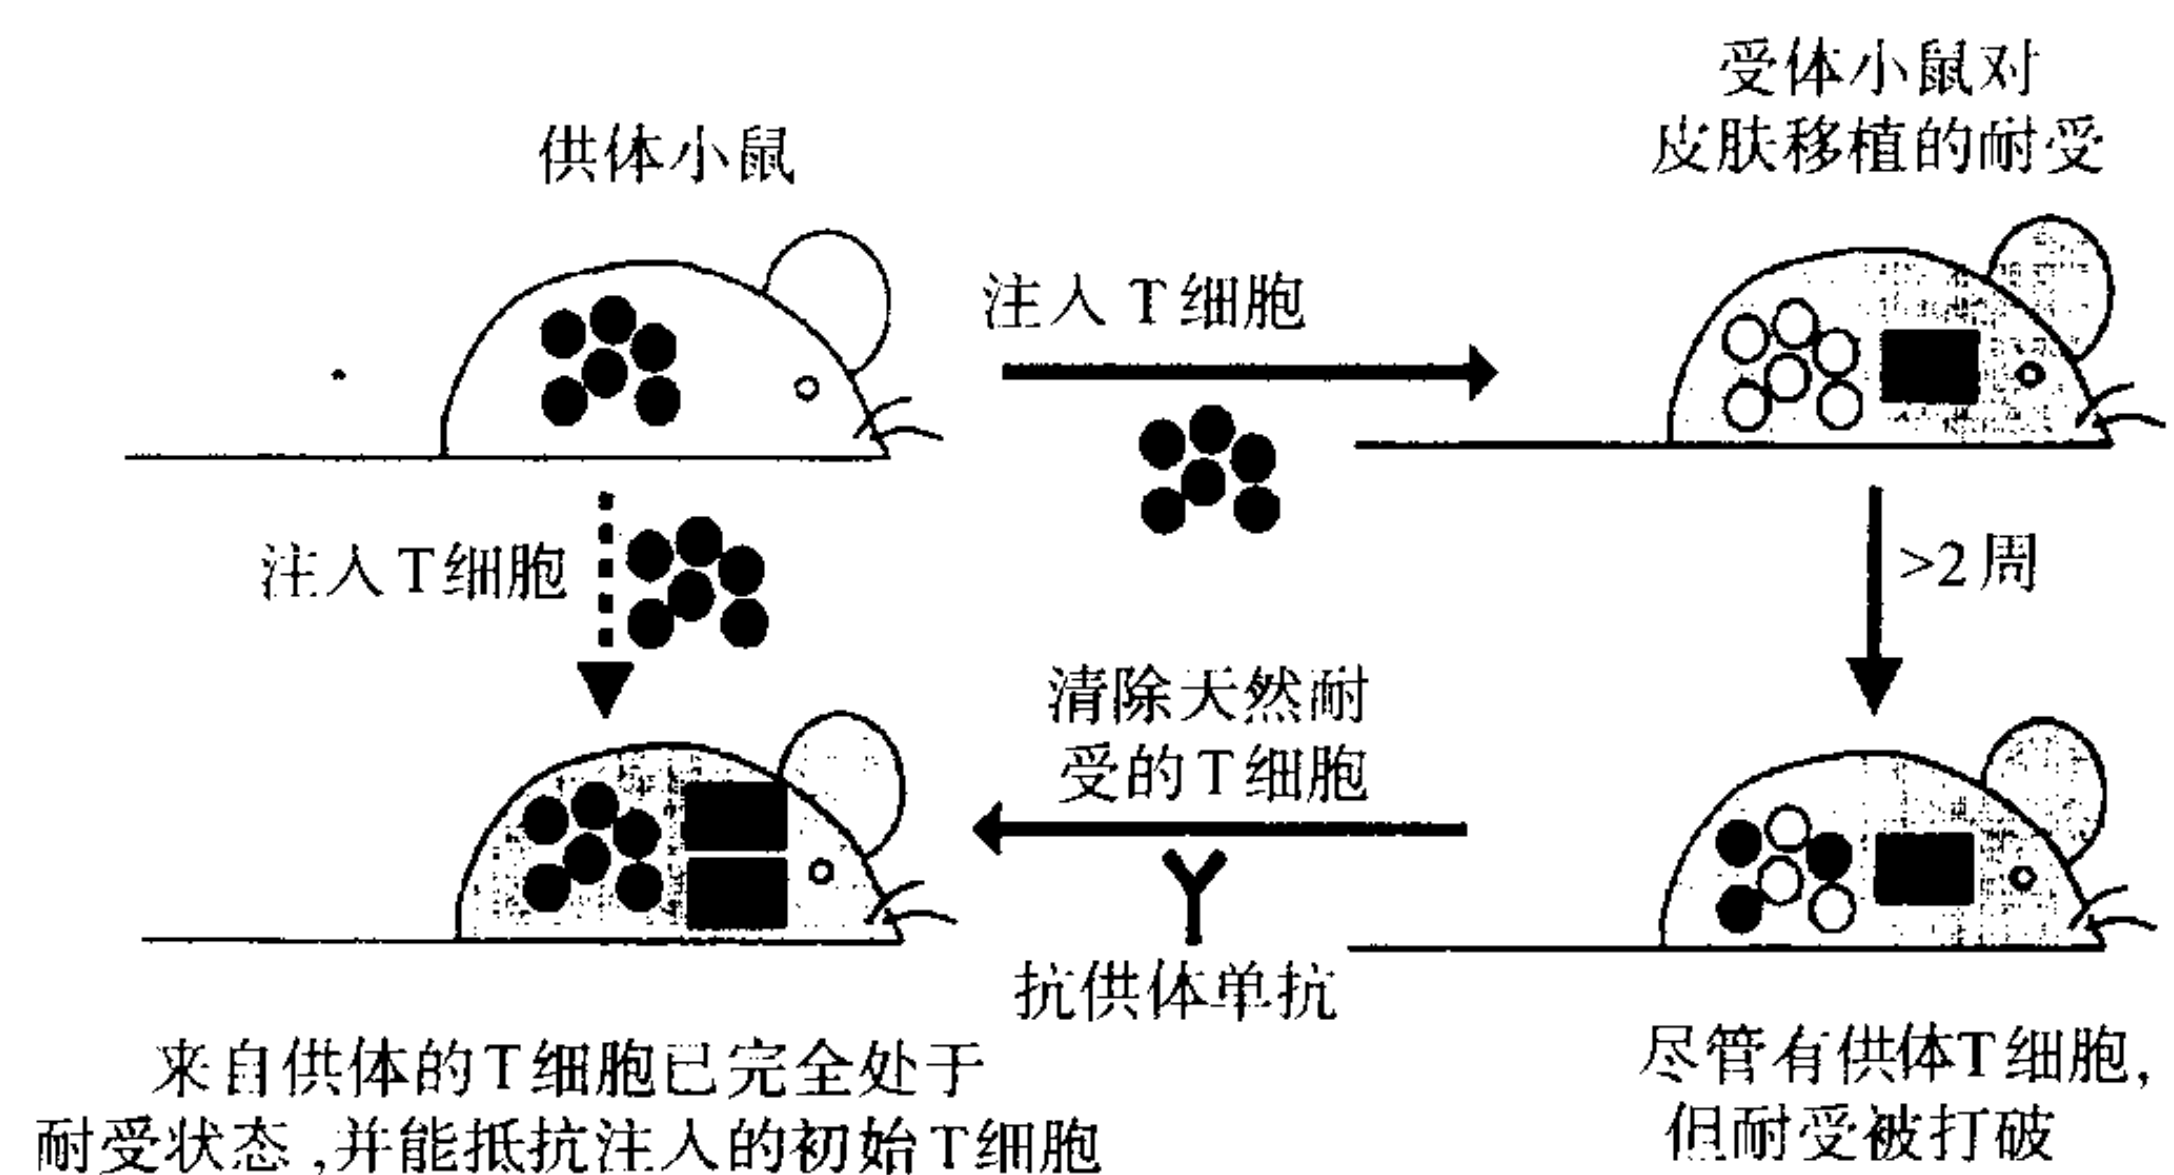 供体小鼠
受体小鼠对
皮肤移植的耐受
注入 T 细胞
注入T细胞
>2 周
清除天然耐
受的T细胞
抗供体单抗
来自供体的T细胞已完全处于
耐受状态,并能抵抗注入的初始T细胞
尽管有供体T细胞,
但耐受被打破